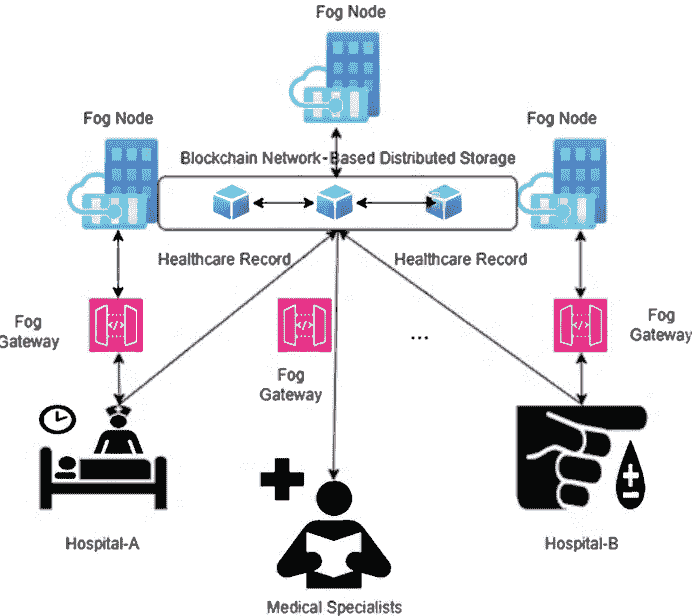 Fog Node
Fog Node
Fog Node
Blockchain Network-Based Distributed Storage
Healthcare Record
Healthcare Record
Fog
Gateway
</>
</>
</>
Fog
Gateway
...
Fog
Gateway
Hospital-A
Hospital-B
Medical Specialists